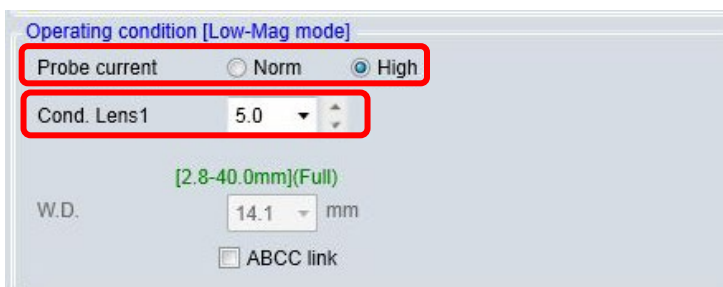 Operating condition [Low-Mag mode]
Probe current Norm High
Cond. Lens1 5.0
[2.8-40.0mm](Full)
W.D. 14.1 mm
ABCC link